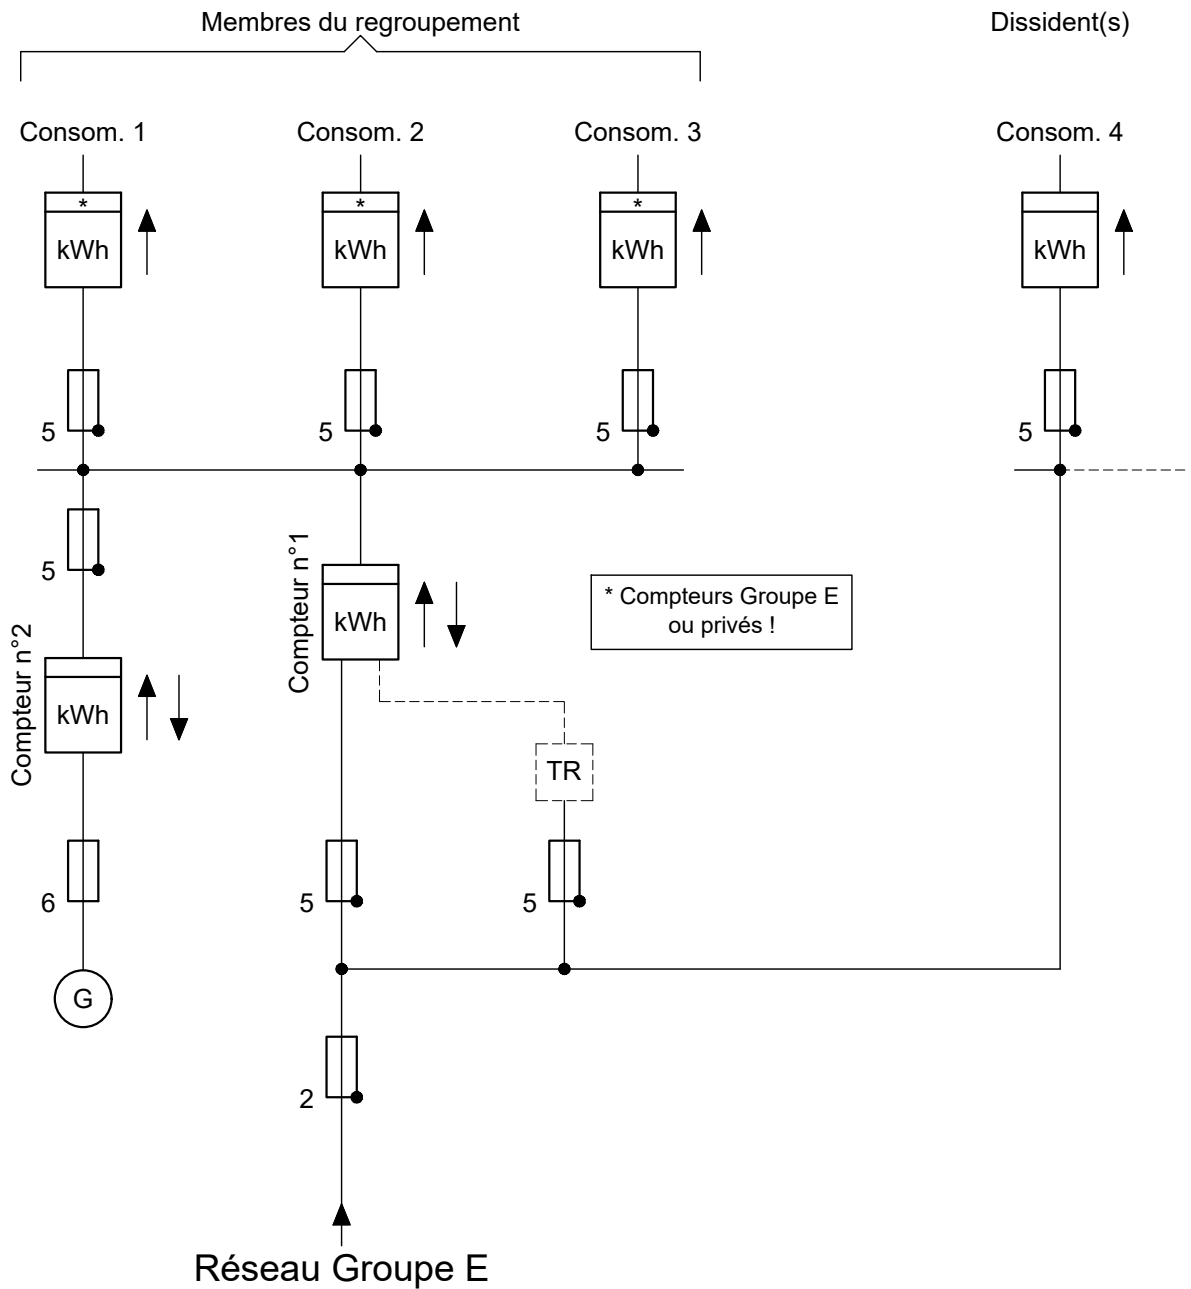 Membres du regroupement
Dissident(s)
Consom. 1
Consom. 2
Consom. 3
Consom. 4
*
*
*
kWh
kWh
kWh
kWh
5
5
5
5
5
Compteur n°1
kWh
* Compteurs Groupe E
ou privés !
Compteur n°2
kWh
TR
6
5
5
G
2
Réseau Groupe E